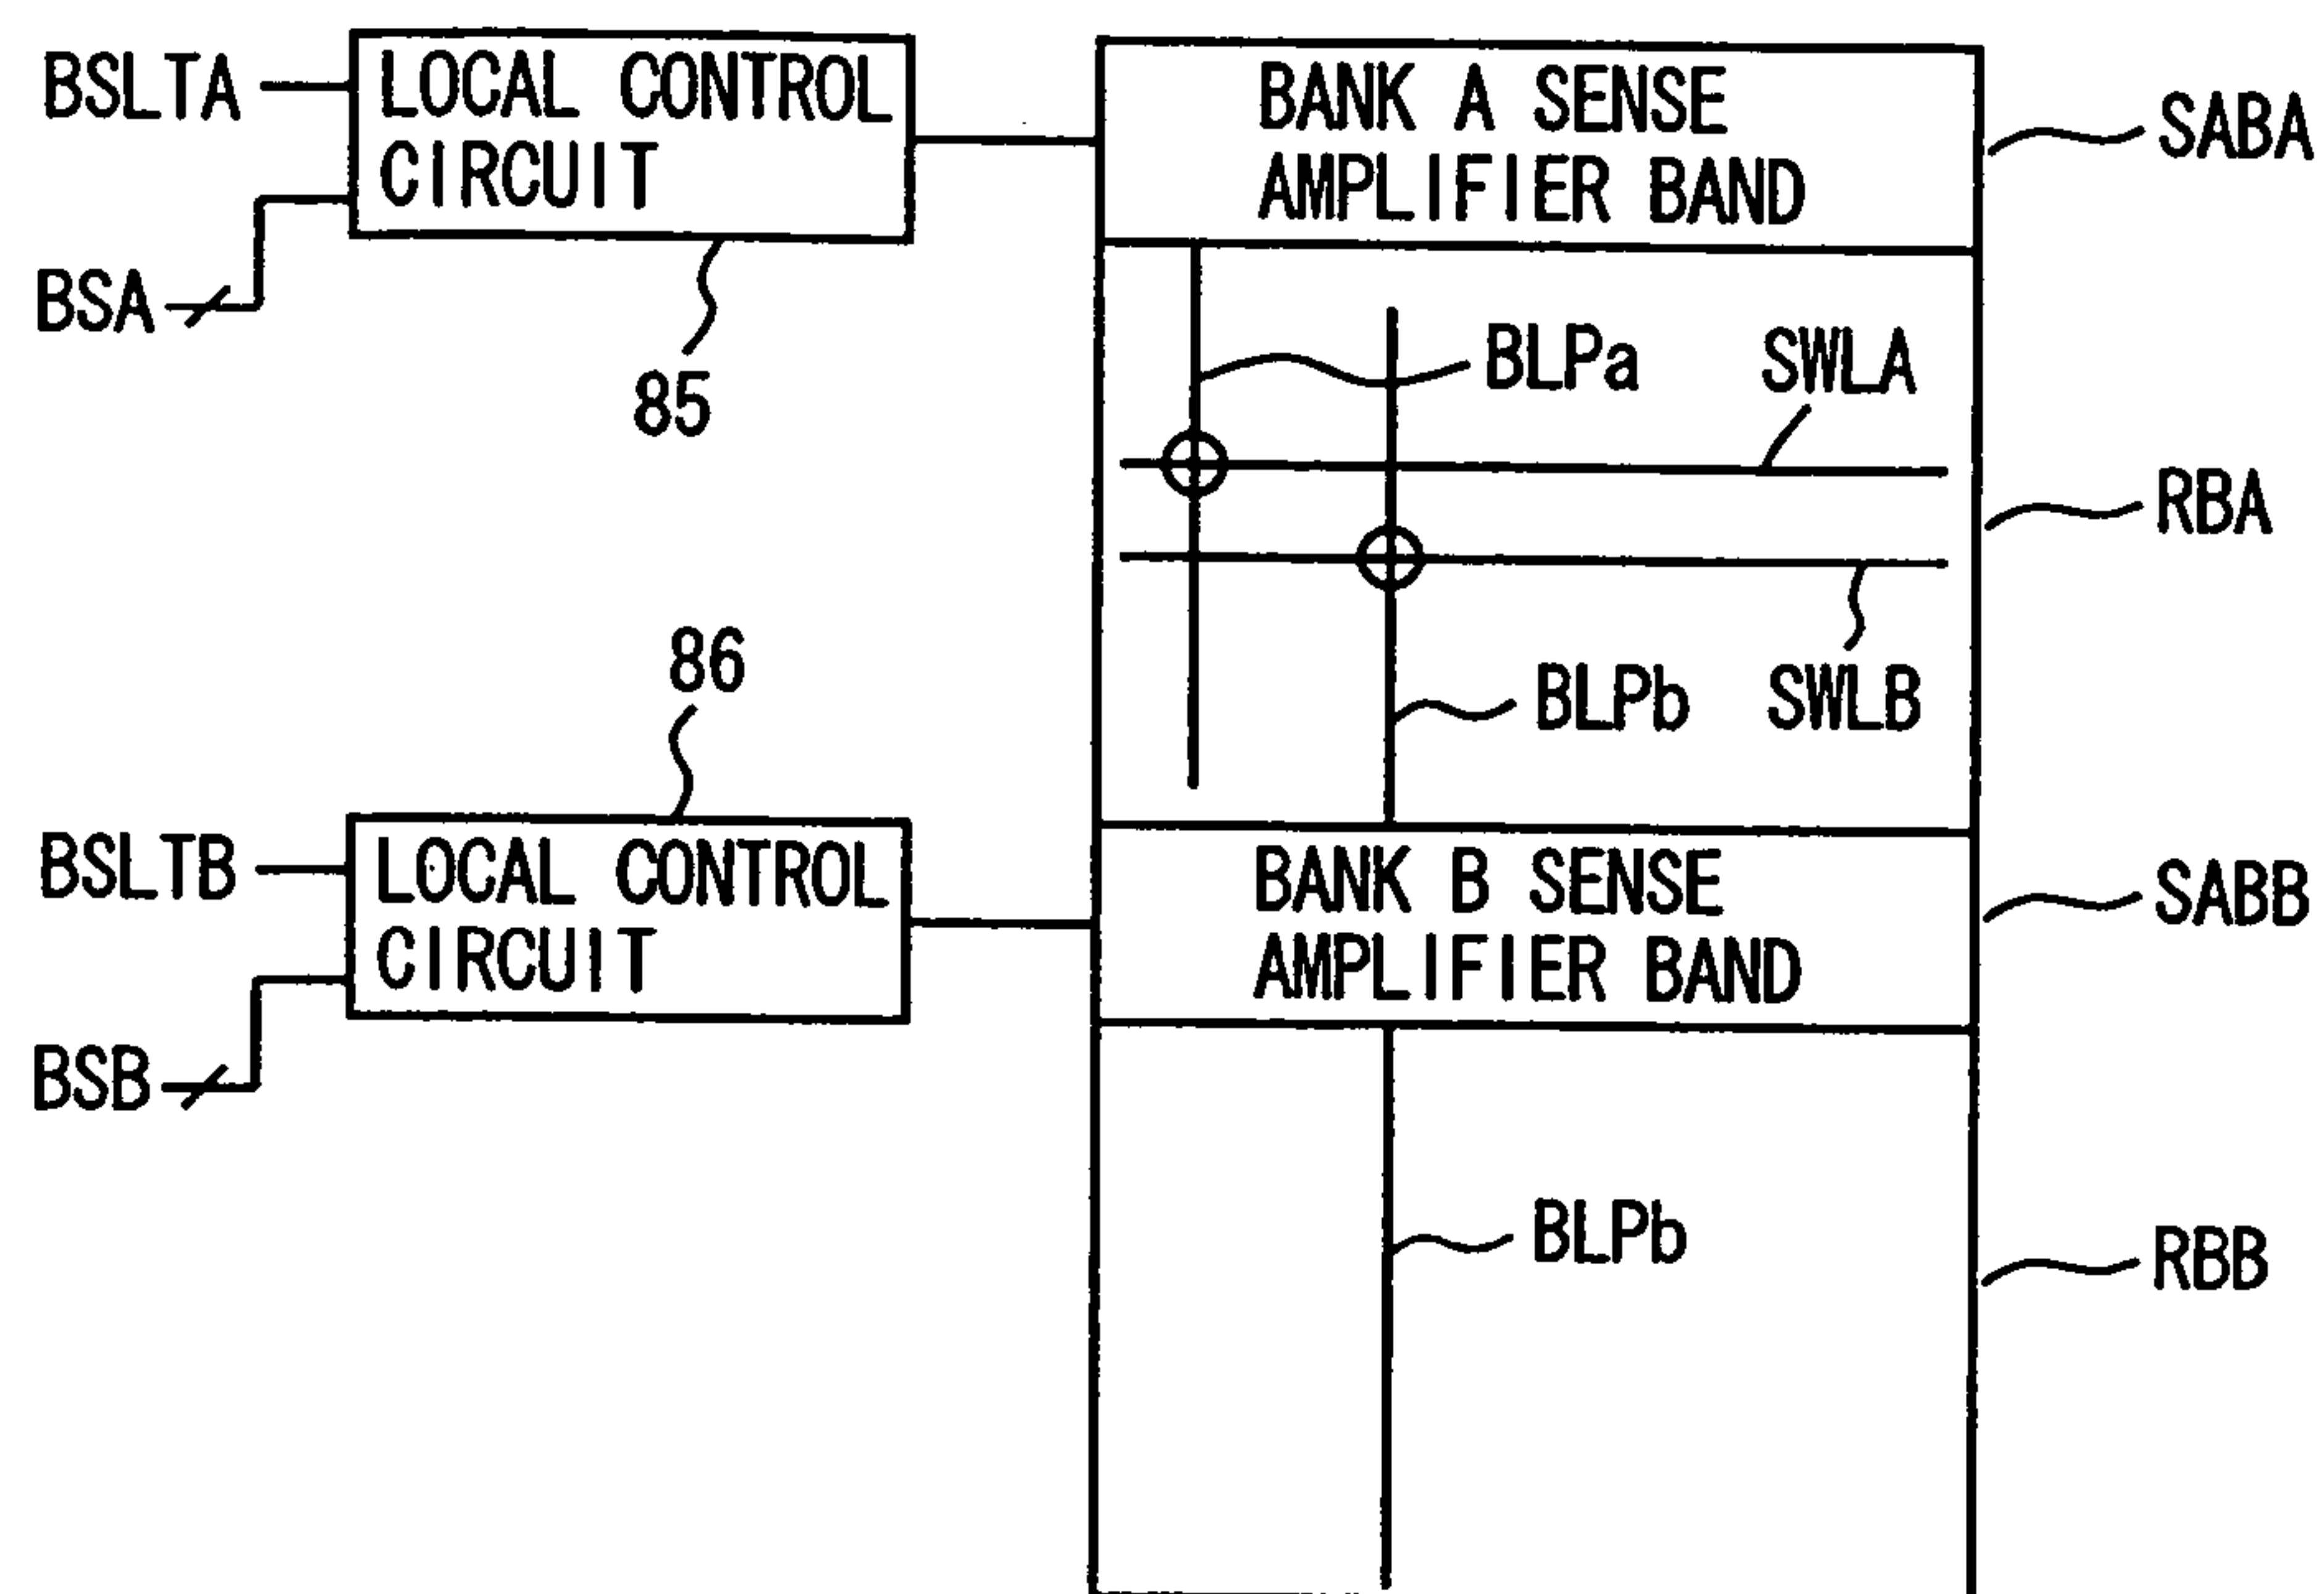 BSLTA
LOCAL CONTROL
CIRCUIT
BSA
85
BANK A SENSE
AMPLIFIER BAND
SABA
BLPa
SWLA
RBA
BLPb
SWLB
86
BSLTB
LOCAL CONTROL
CIRCUIT
BSB
BANK B SENSE
AMPLIFIER BAND
SABB
BLPb
RBB